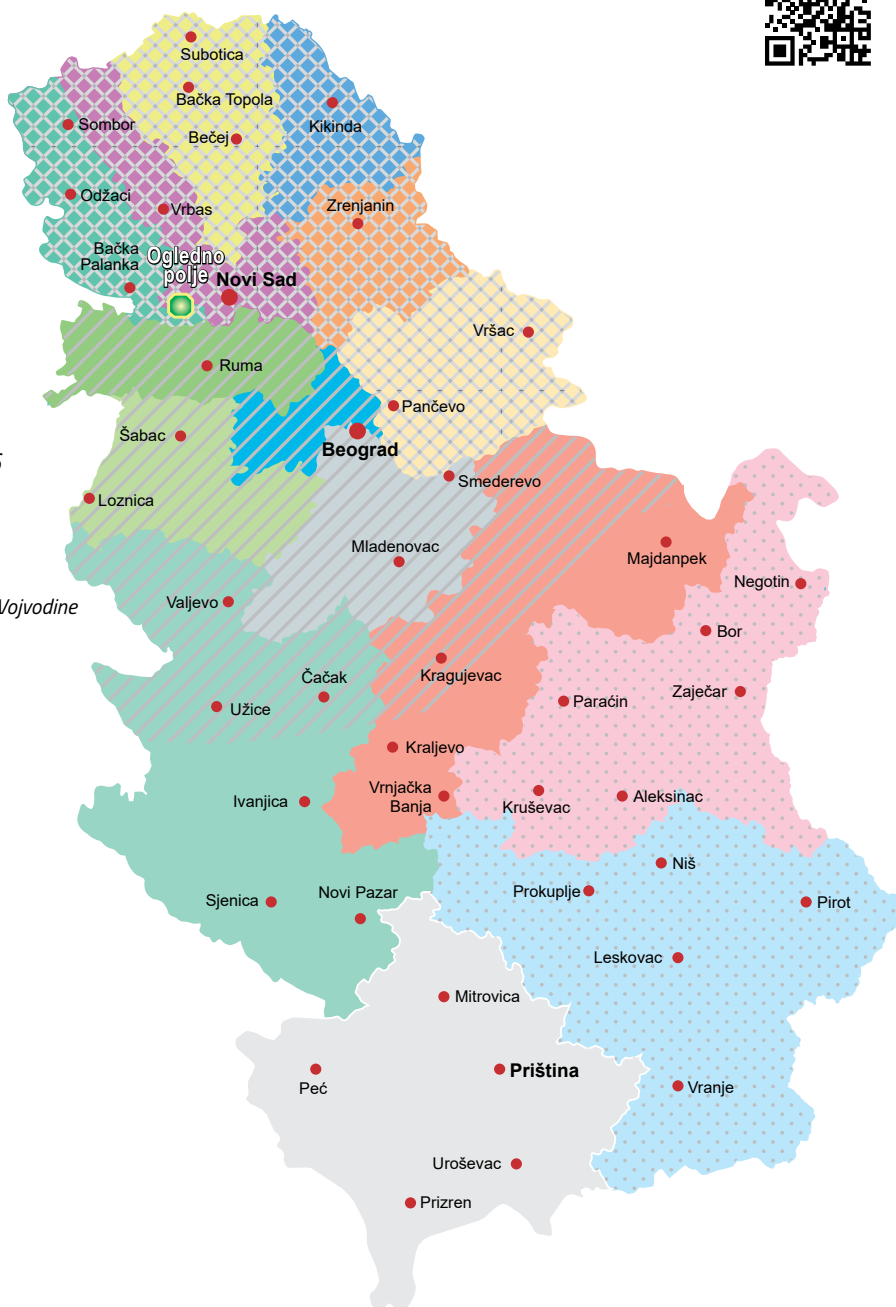 Subotica
Bačka Topola
Sombor
Kikinda
Bečej
Odžaci
Vrbas
Zrenjanin
Bačka
Palanka
Ogledno
polje
Novi Sad
Vršac
Ruma
Pančevo
Šabac
Beograd
Smederevo
Loznica
Mladenovac
Majdanpek
Negotin
Vojvodine
Valjevo
Bor
Čačak
Kragujevac
Zaječar
Užice
Paraćin
Kraljevo
Ivanjica
Vrnjačka
Banja
Kruševac
Aleksinac
Niš
Prokuplje
Novi Pazar
Sjenica
Pirot
Leskovac
Mitrovica
Priština
Peć
Vranje
Uroševac
Prizren